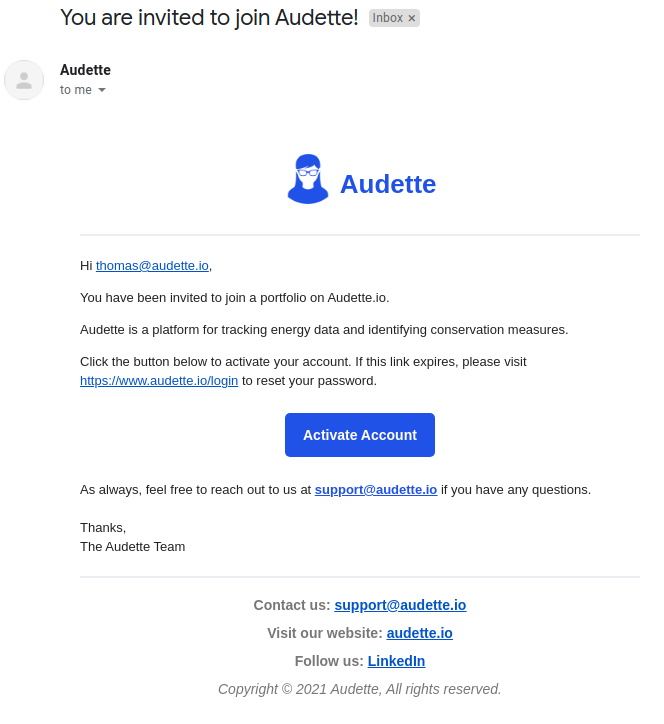 You are invited to join Audette!
Inbox ×
Audette
to me
Audette
Hi thomas@audette.io,
You have been invited to join a portfolio on Audette.io.
Audette is a platform for tracking energy data and identifying conservation measures.
Click the button below to activate your account. If this link expires, please visit
https://www.audette.io/login to reset your password.
Activate Account
As always, feel free to reach out to us at support@audette.io if you have any questions.
Thanks,
The Audette Team
Contact us: support@audette.io
Visit our website: audette.io
Follow us: LinkedIn
Copyright © 2021 Audette, All rights reserved.